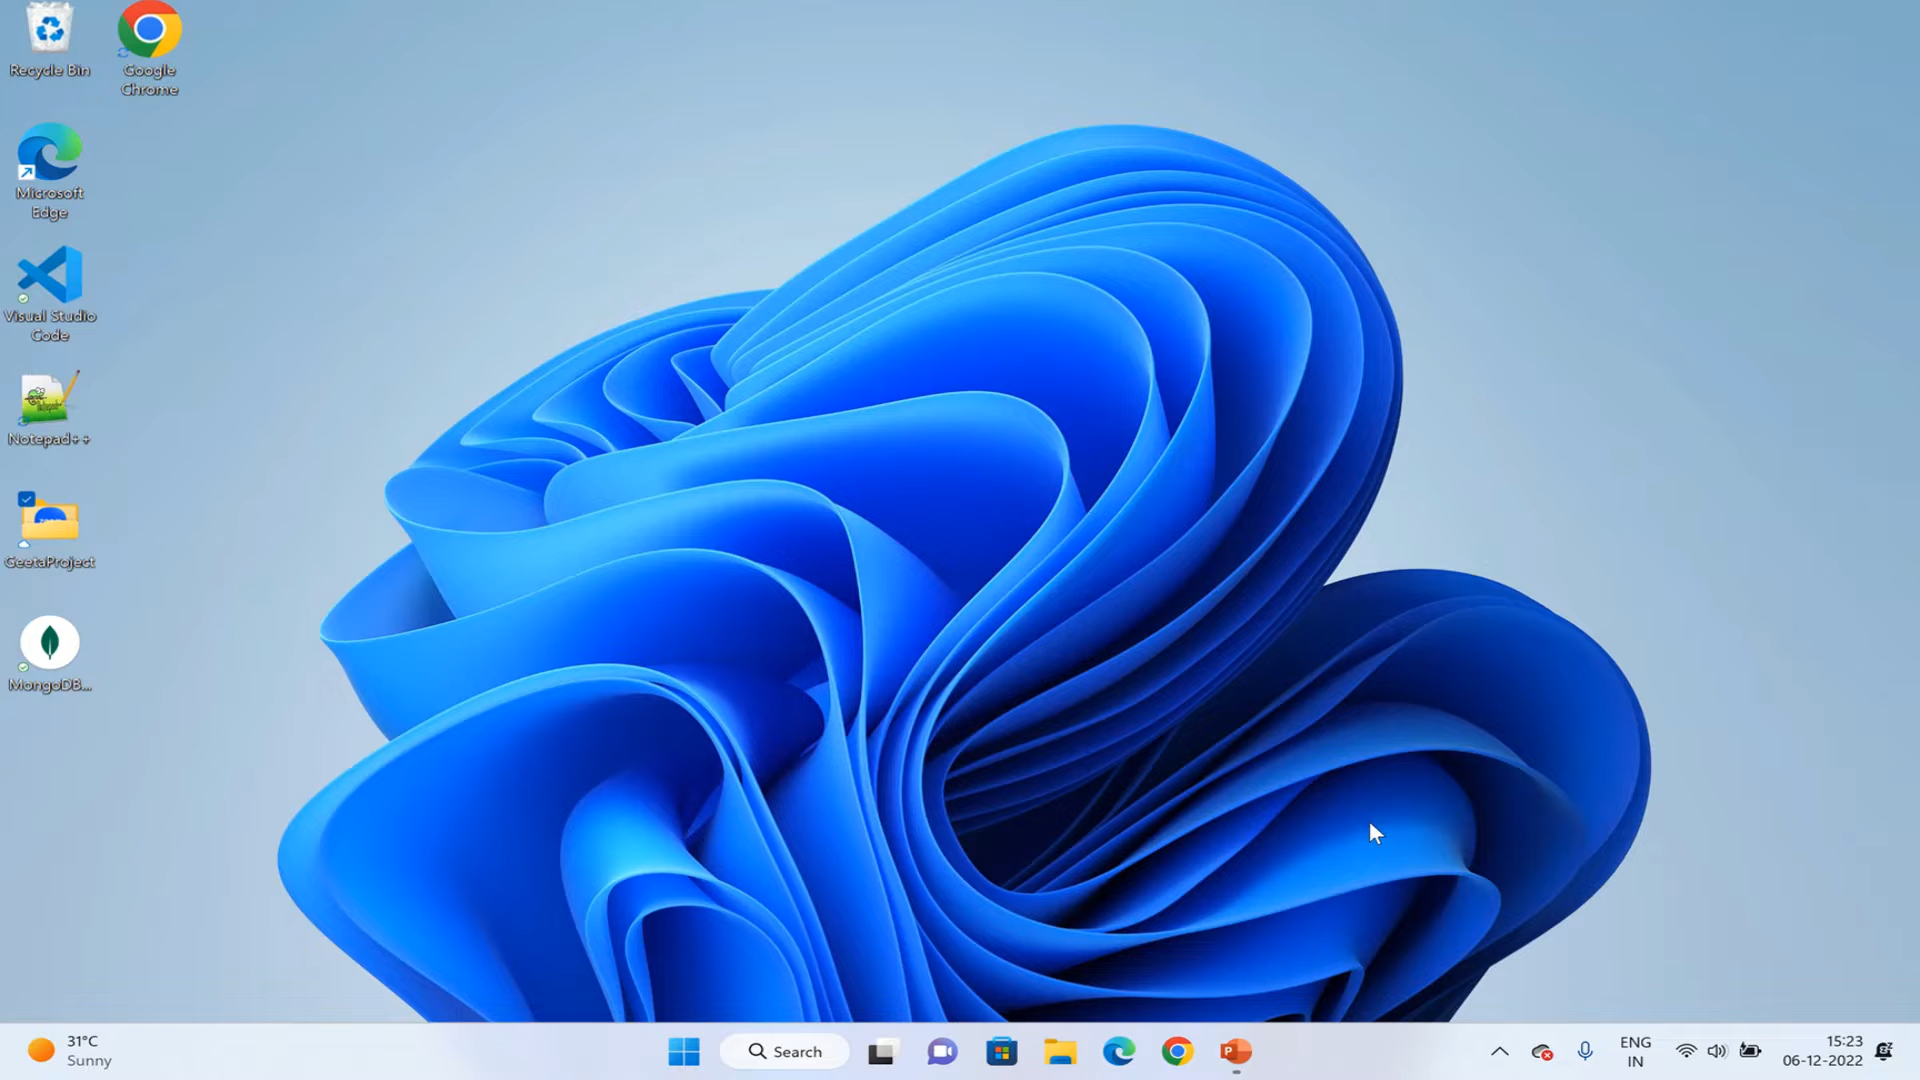 Recycle Bin
Google
Chrome
Microsoft
Edge
Visual Studio
Code
Notepad++
GeetaProject
MongoDB...
31°C
Sunny
Search
ENG
IN
15:23
06-12-2022